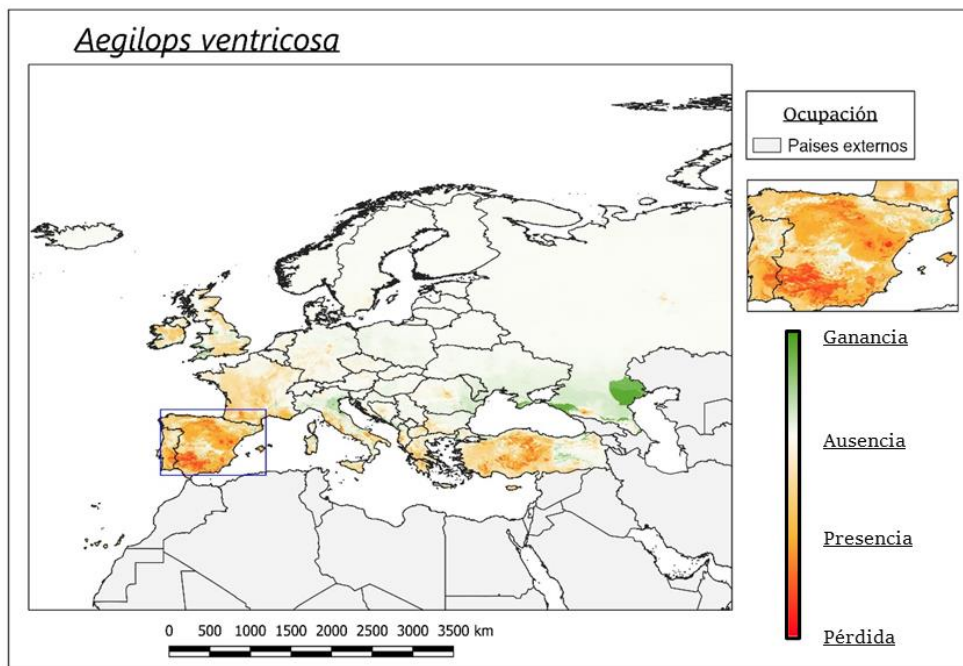 Aegilops ventricosa
Ocupación
Paises externos
Ganancia
Ausencia
Presencia
Pérdida
0 500 1000 1500 2000 2500 3000 3500 km